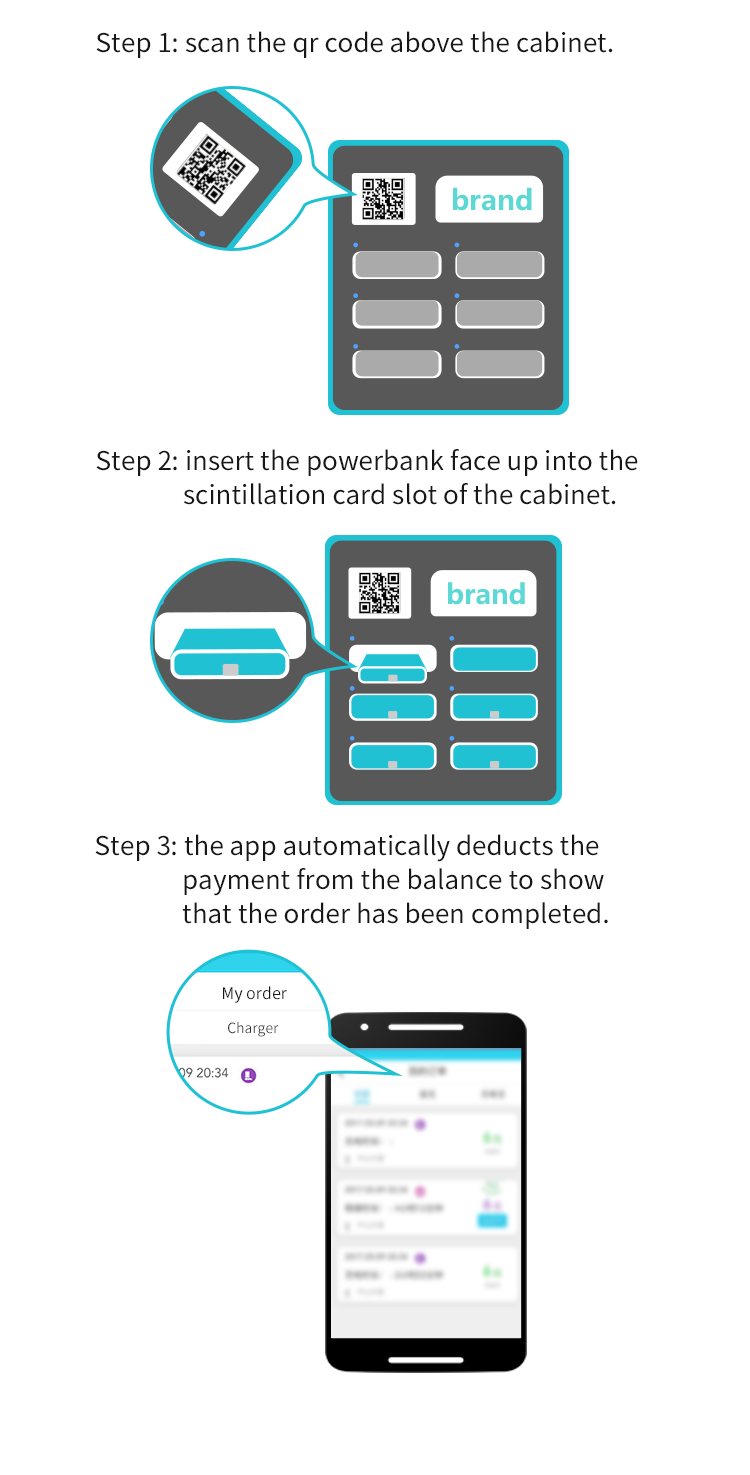 Step 1: scan the qr code above the cabinet.
brand
Step 2: insert the powerbank face up into the
scintillation card slot of the cabinet.
brand
Step 3: the app automatically deducts the
payment from the balance to show
that the order has been completed.
My order
Charger
09 20:34